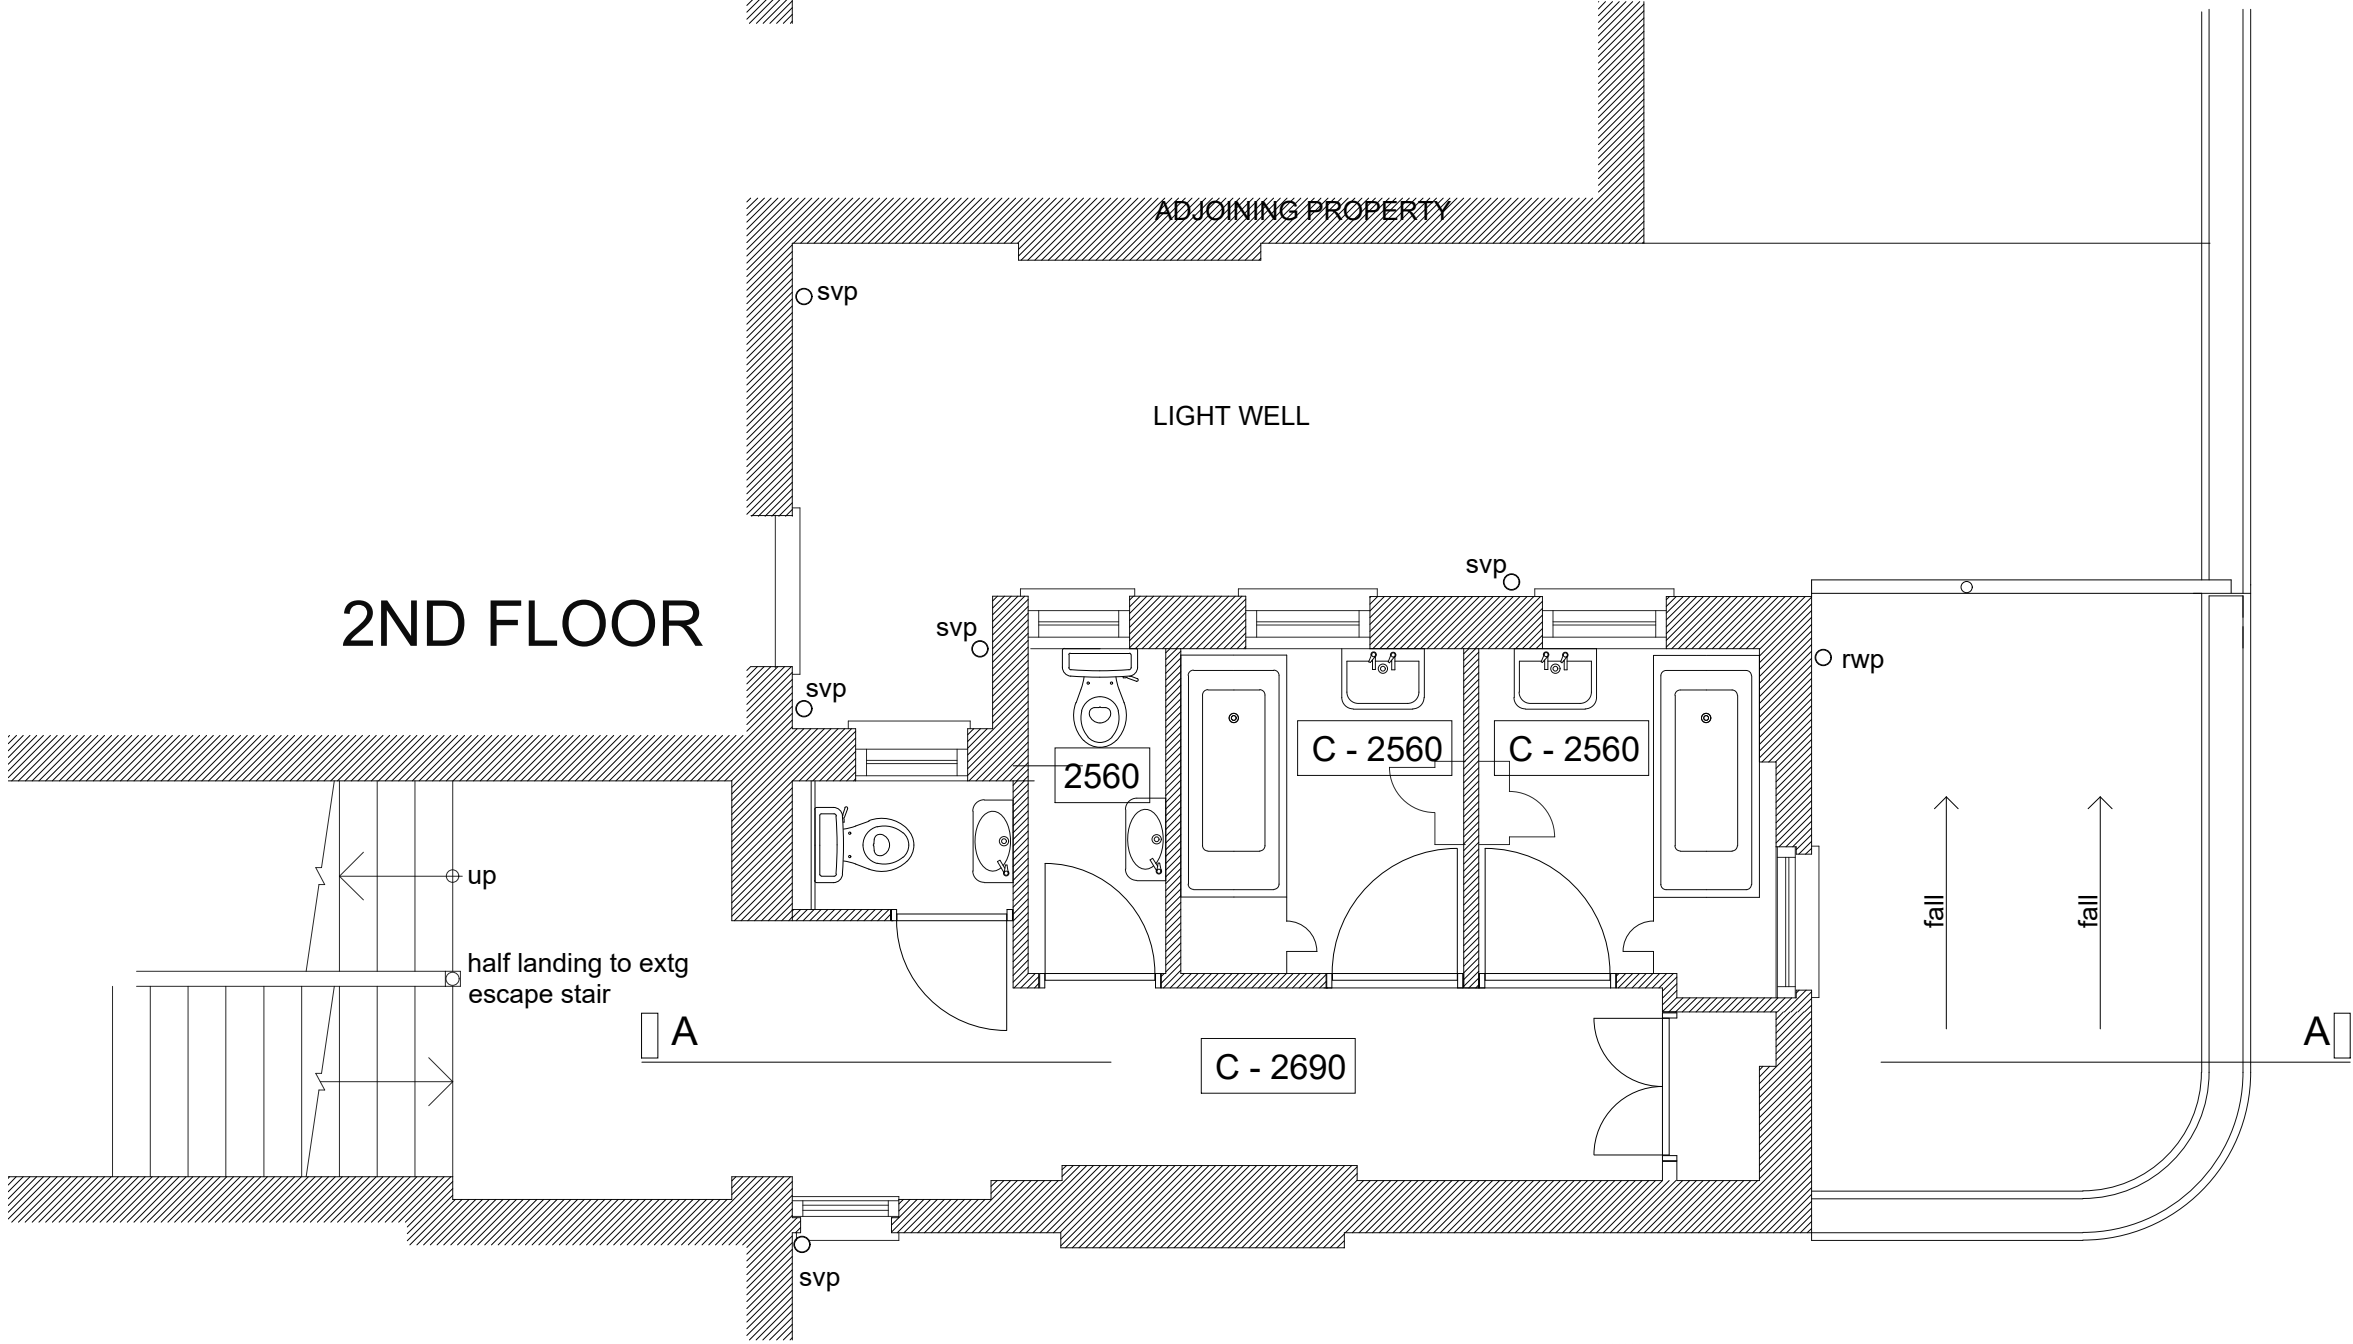 ADJOINING PROPERTY
svp
LIGHT WELL
svp
2ND FLOOR
svp
rwp
svp
C - 2560
C - 2560
2560
up
fall
fall
half landing to extg
escape stair
A
A
C - 2690
svp